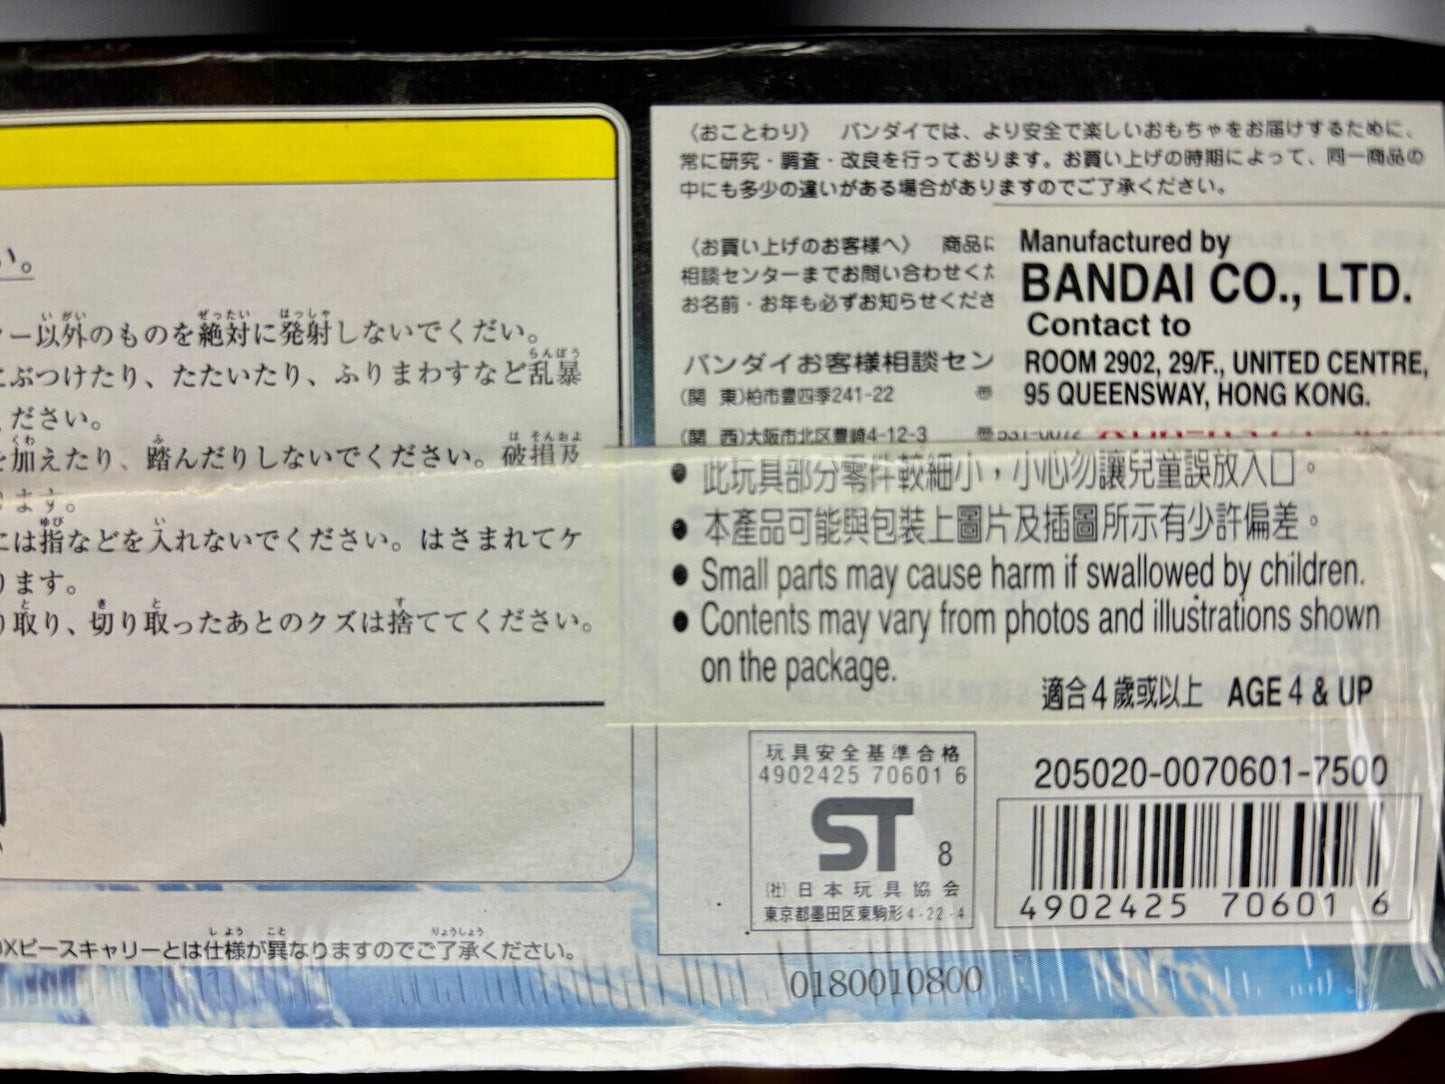 い。
ー以外のものを絶対に発射しないでくだい。
こぶつけたり、たたいたり、ふりまわすなど乱暴
ください。
加えたり、踏んだりしないでください。破損及
ます。
には指などを入れないでください。はさまれてケ
ります。
取り、切り取ったあとのクズは捨ててください。
Xピースキャリーとは仕様が異なりますのでご了承ください。
〈おことわり〉 バンダイでは、より安全で楽しいおもちゃをお届けするために、
常に研究・調査・改良を行っております。お買い上げの時期によって、同一商品の
中にも多少の違いがある場合がありますのでご了承ください。
〈お買い上げのお客様へ〉 商品に
相談センターまでお問い合わせくた
お名前・お年も必ずお知らせくださ
バンダイお客様相談セン
(関 東)柏市豊四季241-22
(関 西)大阪市北区豊崎4-12-3 〠531-0072
Manufactured by
BANDAI CO., LTD.
Contact to
ROOM 2902, 29/F., UNITED CENTRE,
95 QUEENSWAY, HONG KONG.
● 此玩具部分零件較細小，小心勿讓兒童誤放入口。
● 本產品可能與包裝上圖片及插圖所示有少許偏差。
● Small parts may cause harm if swallowed by children.
● Contents may vary from photos and illustrations shown
on the package.
適合4歲或以上 AGE 4 & UP
玩具安全基準合格
4902425 70601 6
ST 8
(社)日本玩具協会
東京都墨田区東駒形4-22-4
205020-0070601-7500
4902425 70601 6
0180010800